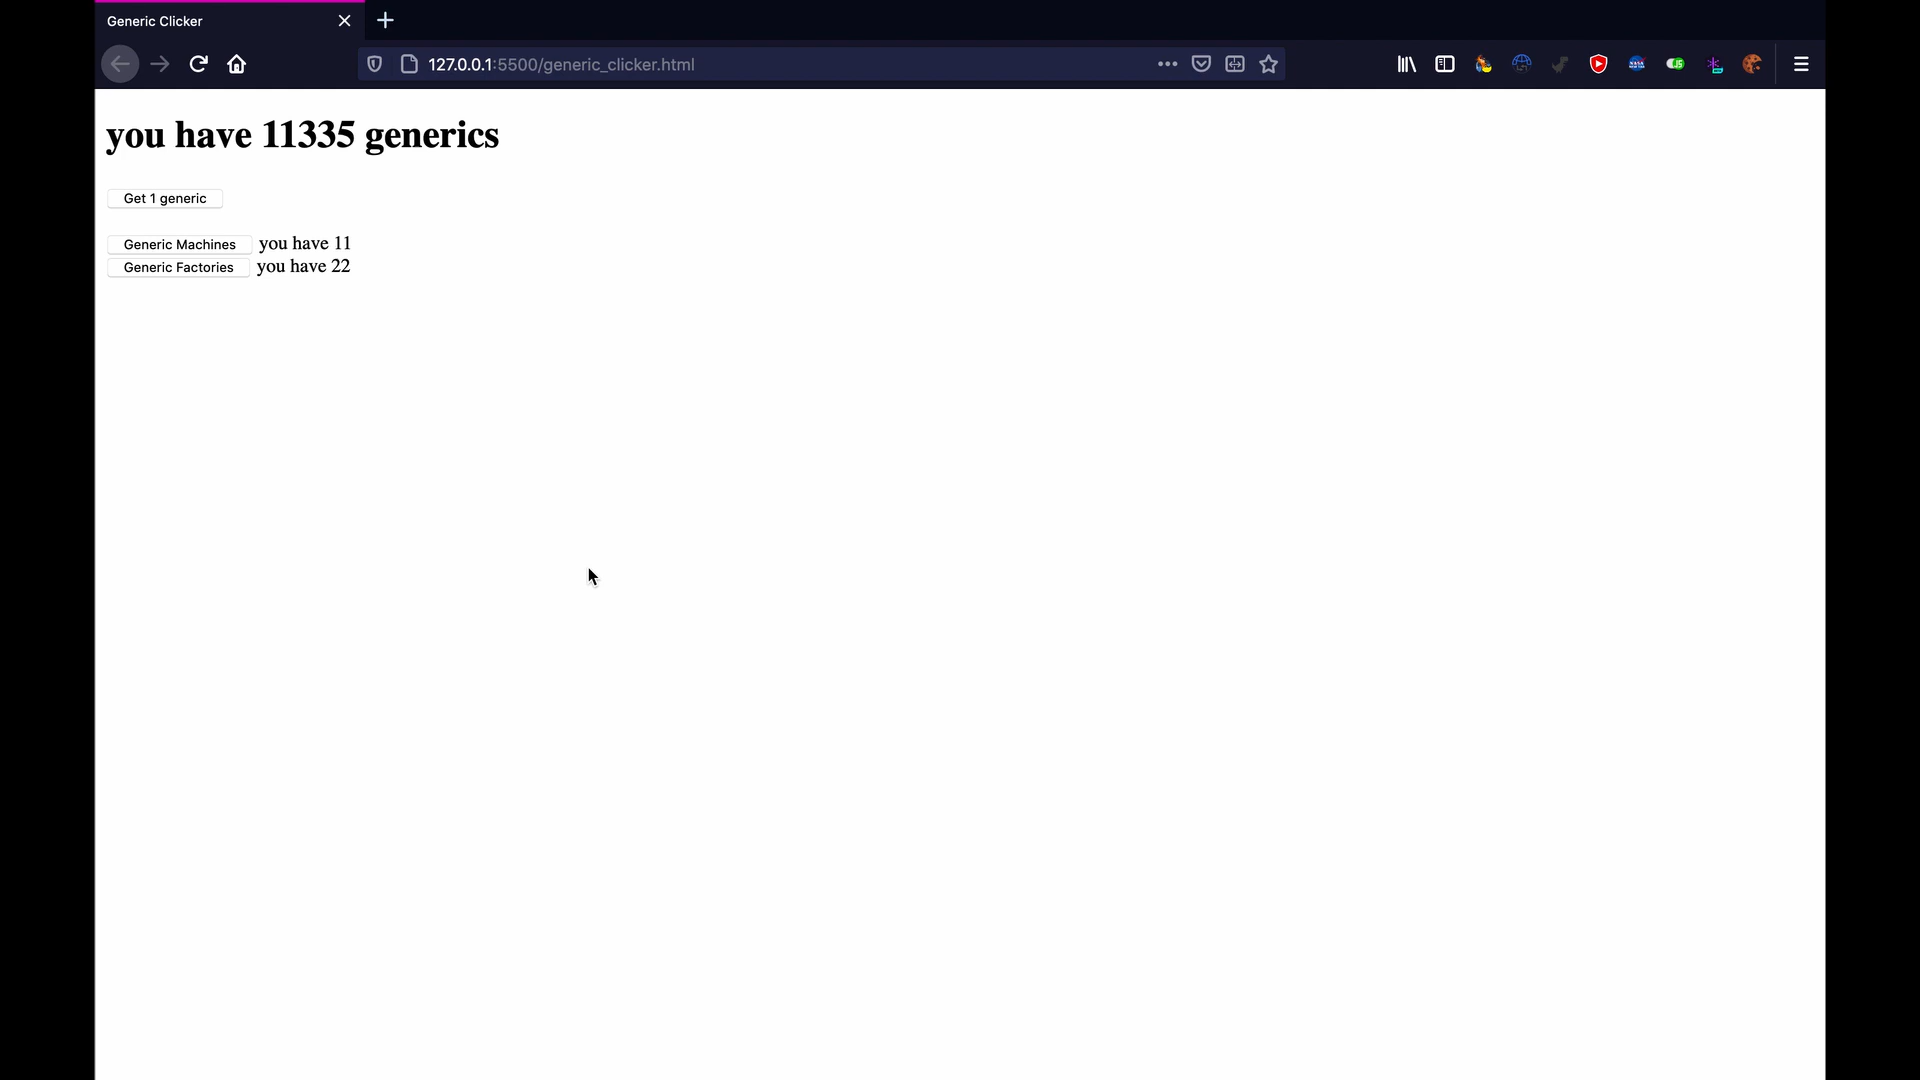 Generic Clicker
127.0.0.1:5500/generic_clicker.html
you have 11335 generics
Get 1 generic
Generic Machines you have 11
Generic Factories you have 22